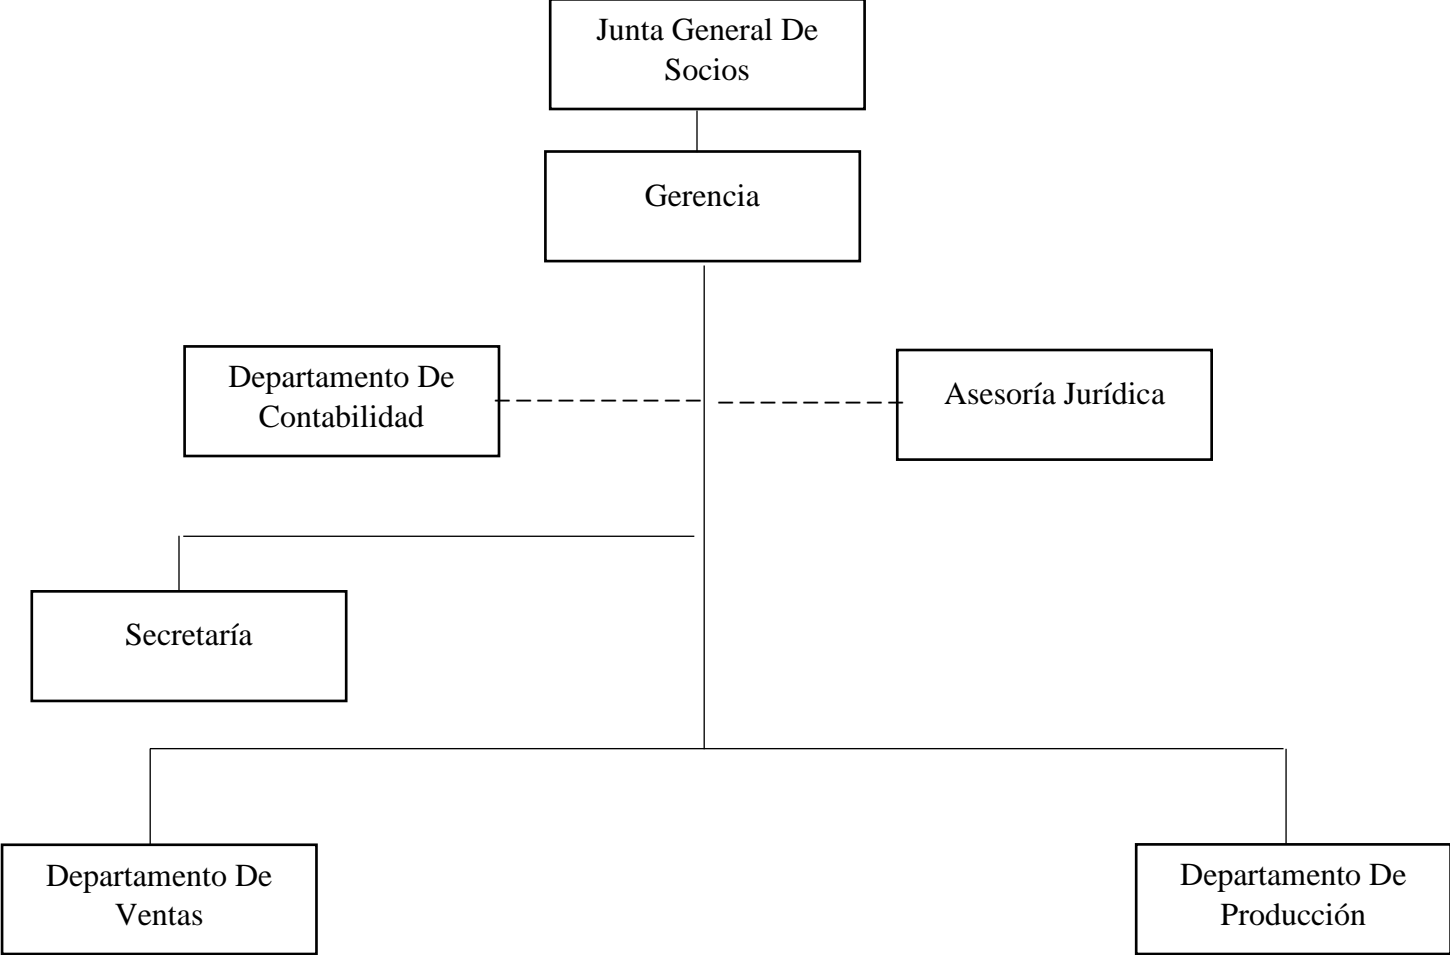 Junta General De
Socios
Gerencia
Departamento De
Contabilidad
Asesoría Jurídica
Secretaría
Departamento De
Ventas
Departamento De
Producción